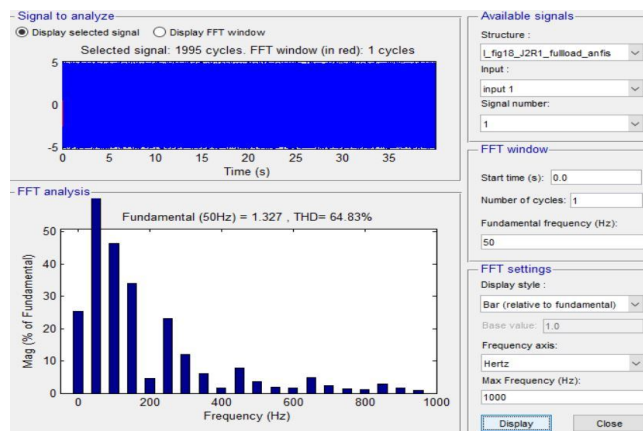 Signal to analyze
Display selected signal Display FFT window
Selected signal: 1995 cycles. FFT window (in red): 1 cycles
5
0
-5
0 5 10 15 20 25 30 35
Time (s)
FFT analysis
Fundamental (50Hz) = 1.327 , THD= 64.83%
50
40
30
20
10
0
Mag (% of Fundamental)
0 200 400 600 800 1000
Frequency (Hz)
Available signals
Structure :
I_fig18_J2R1_fullload_anfis
Input :
input 1
Signal number:
1
FFT window
Start time (s): 0.0
Number of cycles: 1
Fundamental frequency (Hz):
50
FFT settings
Display style :
Bar (relative to fundamental)
Base value: 1.0
Frequency axis:
Hertz
Max Frequency (Hz):
1000
Display Close